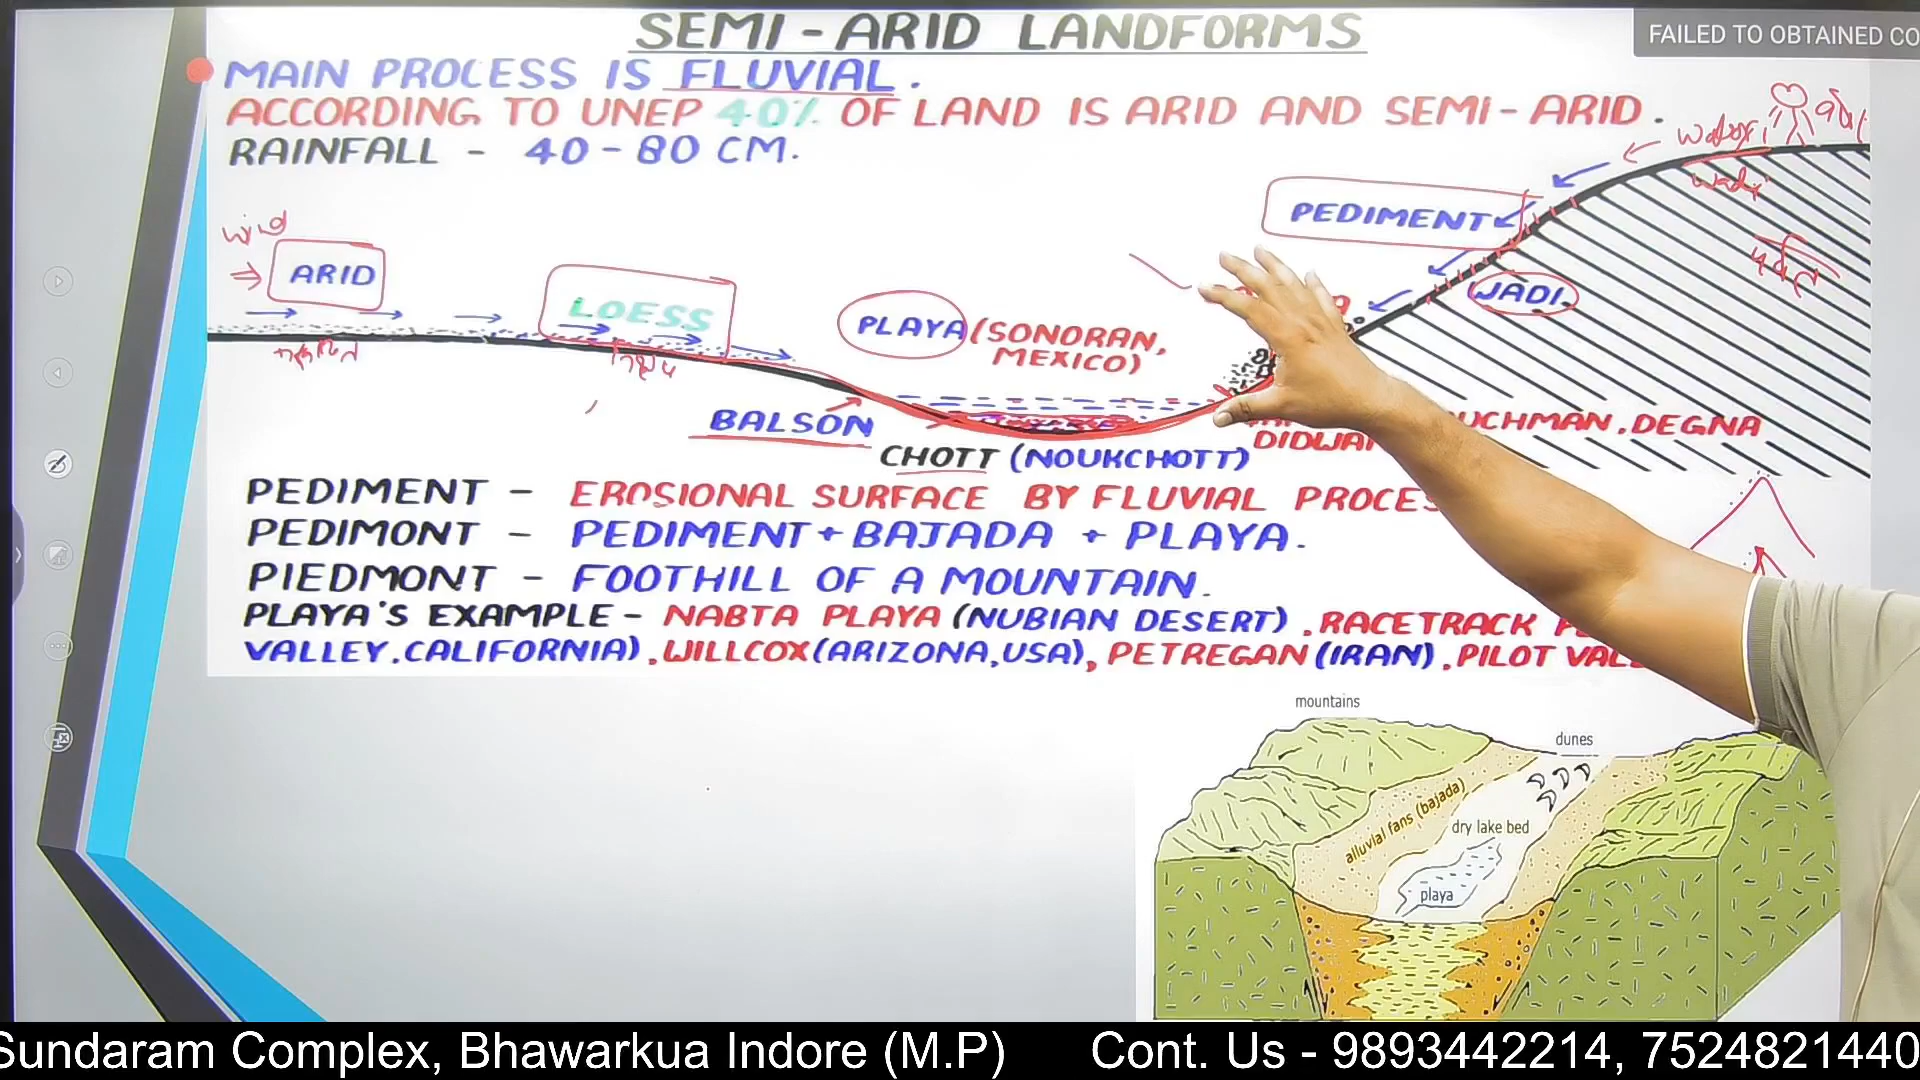 SEMI-ARID LANDFORMS
FAILED TO OBTAINED CO
MAIN PROCESS IS FLUVIAL.
ACCORDING TO UNEP 40% OF LAND IS ARID AND SEMI-ARID.
RAINFALL - 40-80 CM.
wadi
PEDIMENT
ARID
LOESS
WADI
PLAYA (SONORAN,
MEXICO)
BALSON
UCHMAN, DEGNA
DIDWA
CHOTT (NOUKCHOTT)
PEDIMENT - EROSIONAL SURFACE BY FLUVIAL PROCES
PEDIMONT - PEDIMENT + BAJADA + PLAYA.
PIEDMONT - FOOTHILL OF A MOUNTAIN.
PLAYA'S EXAMPLE - NABTA PLAYA (NUBIAN DESERT), RACETRACK
VALLEY, CALIFORNIA), WILLCOX (ARIZONA, USA), PETREGAN (IRAN), PILOT VAL
mountains
dunes
alluvial fans (bajada)
dry lake bed
playa
Sundaram Complex, Bhawarkua Indore (M.P) Cont. Us - 9893442214, 7524821440